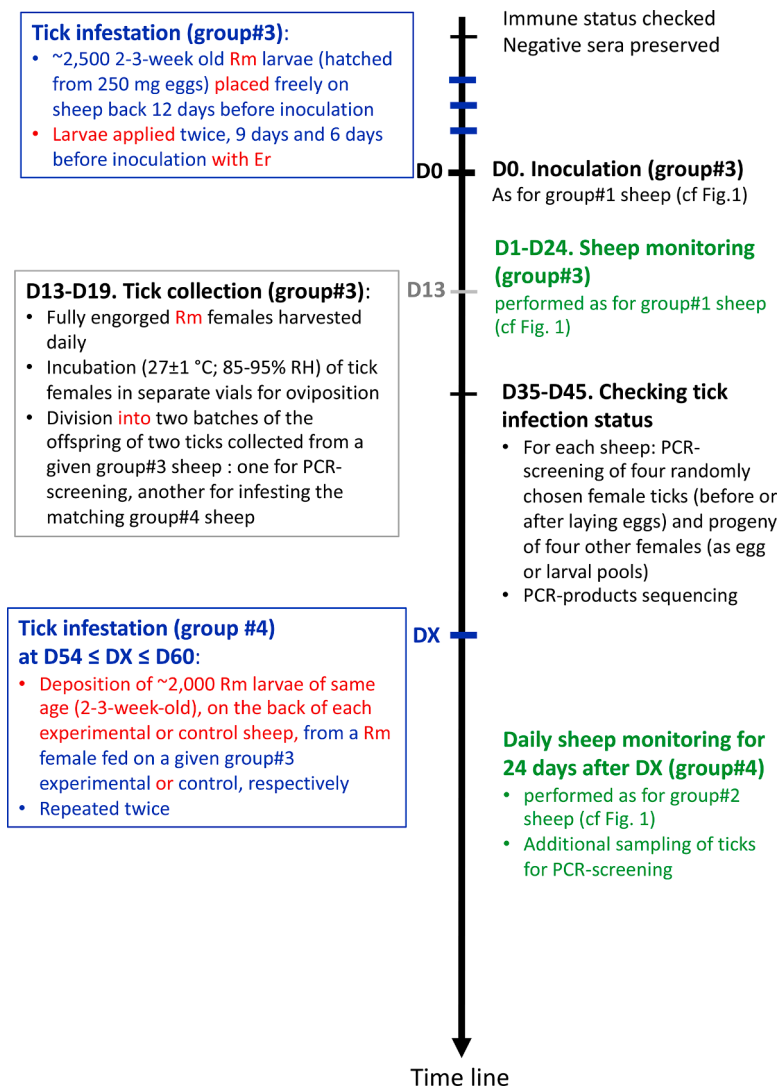 Immune status checked
Negative sera preserved
Tick infestation (group#3):
• ~2,500 2-3-week old Rm larvae (hatched
from 250 mg eggs) placed freely on
sheep back 12 days before inoculation
• Larvae applied twice, 9 days and 6 days
before inoculation with Er
D0
D0. Inoculation (group#3)
As for group#1 sheep (cf Fig.1)
D1-D24. Sheep monitoring
(group#3)
performed as for group#1 sheep
(cf Fig. 1)
D13
D13-D19. Tick collection (group#3):
• Fully engorged Rm females harvested
daily
• Incubation (27±1 °C; 85-95% RH) of tick
females in separate vials for oviposition
• Division into two batches of the
offspring of two ticks collected from a
given group#3 sheep : one for PCR-
screening, another for infesting the
matching group#4 sheep
D35-D45. Checking tick
infection status
• For each sheep: PCR-
screening of four randomly
chosen female ticks (before or
after laying eggs) and progeny
of four other females (as egg
or larval pools)
• PCR-products sequencing
Tick infestation (group #4)
at D54 ≤ DX ≤ D60:
• Deposition of ~2,000 Rm larvae of same
age (2-3-week-old), on the back of each
experimental or control sheep, from a Rm
female fed on a given group#3
experimental or control, respectively
• Repeated twice
DX
Daily sheep monitoring for
24 days after DX (group#4)
• performed as for group#2
sheep (cf Fig. 1)
• Additional sampling of ticks
for PCR-screening
Time line